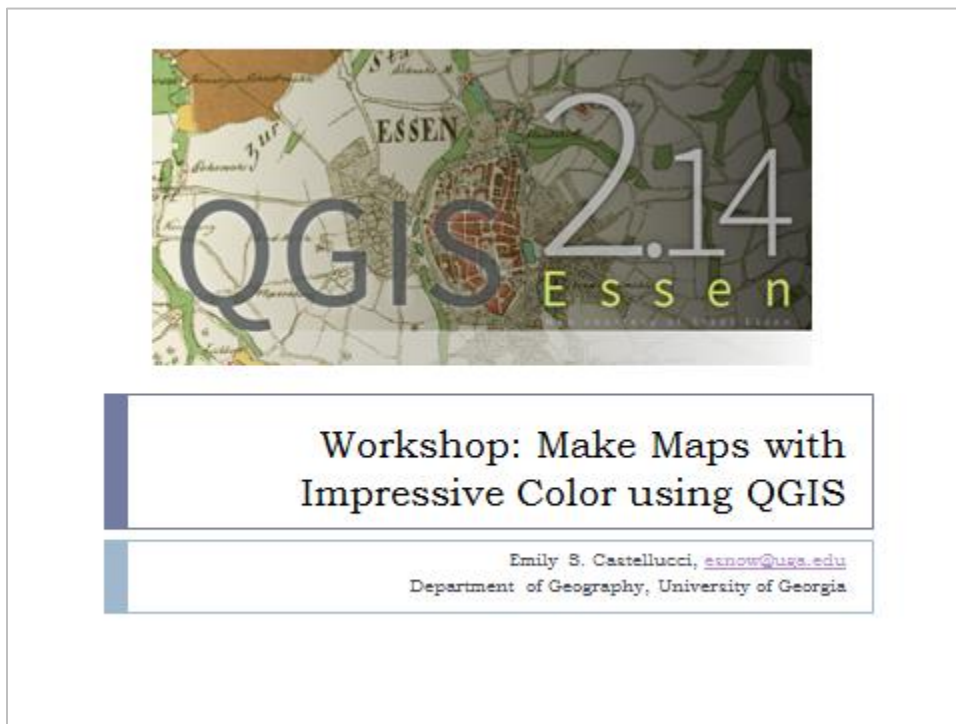 ESSEN
zur
QGIS
2.14
Essen
Workshop: Make Maps with
Impressive Color using QGIS
Emily S. Castellucci, esnow@uga.edu
Department of Geography, University of Georgia